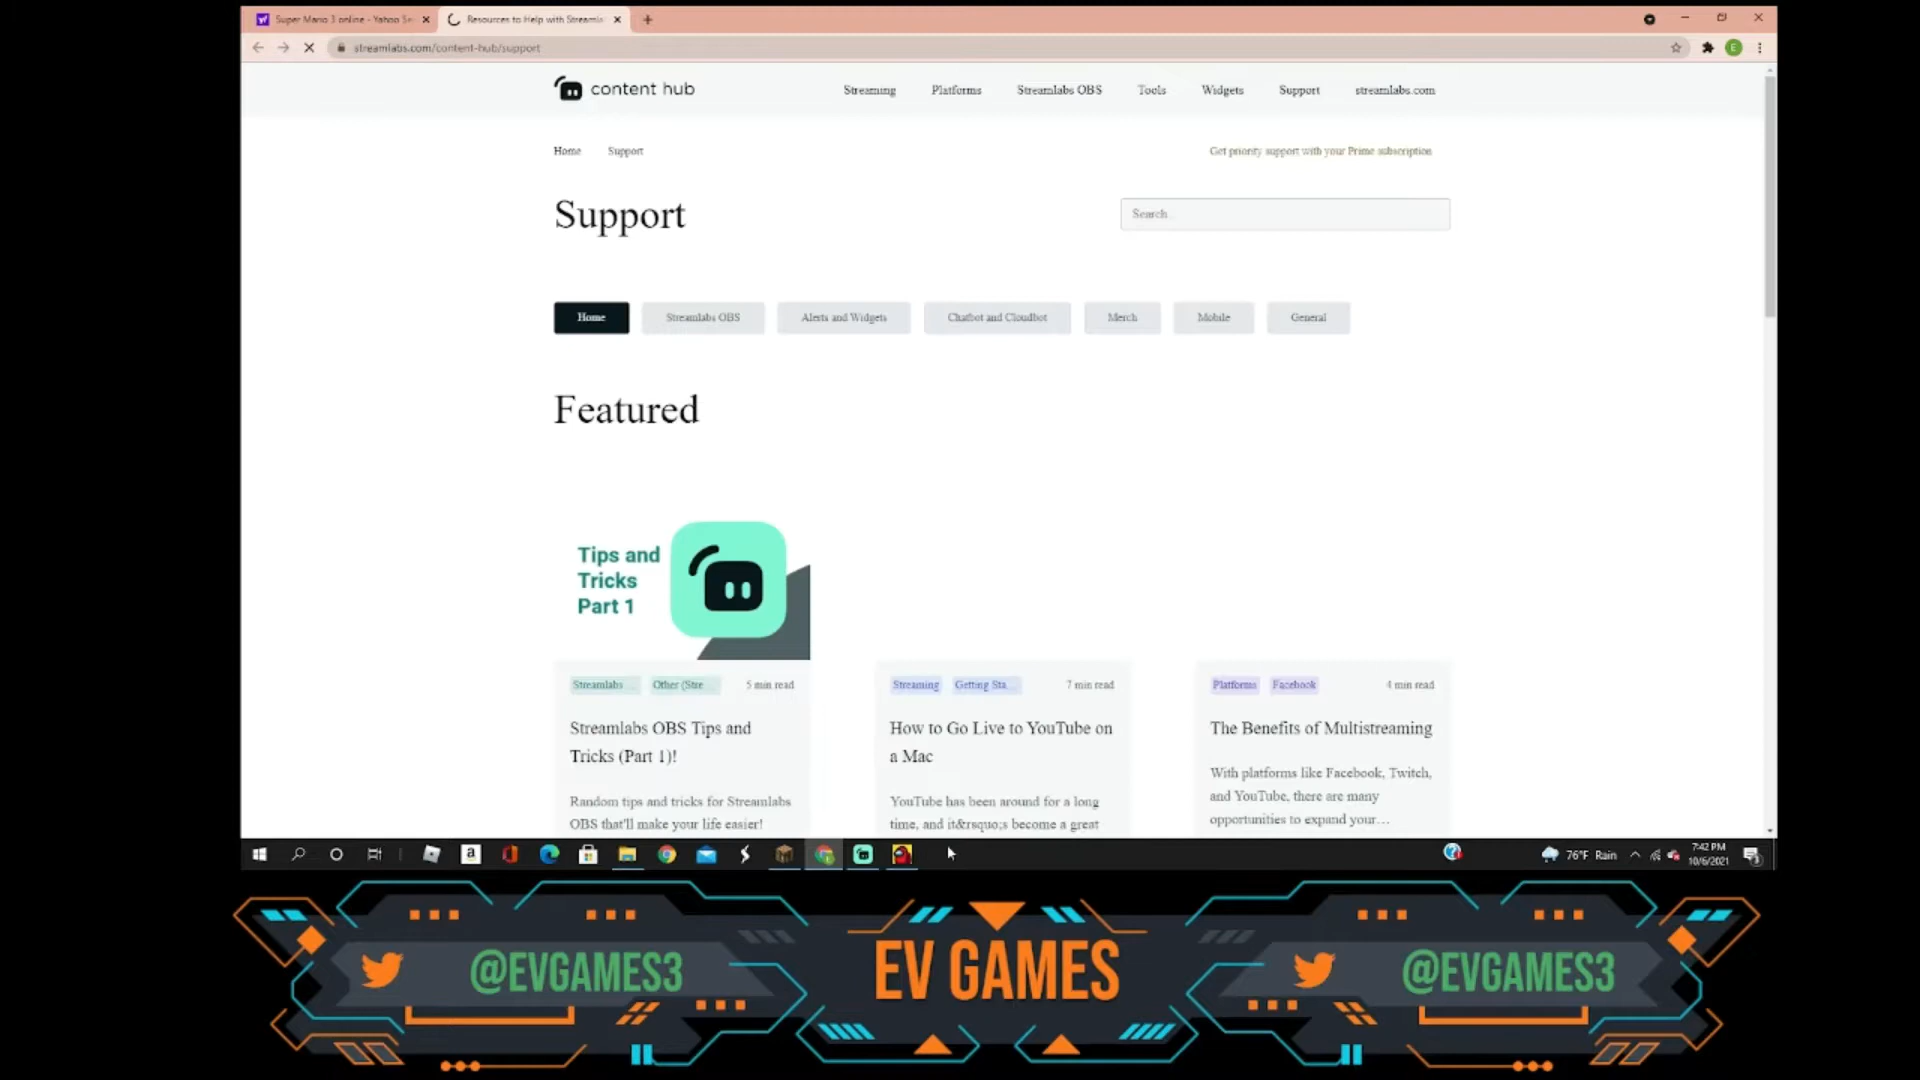 Super Mario 3 online - Yahoo Se
Resources to Help with Streamla
streamlabs.com/content-hub/support
E
content hub
Streaming
Platforms
Streamlabs OBS
Tools
Widgets
Support
streamlabs.com
Home
Support
Get priority support with your Prime subscription
Support
Search
Home
Streamlabs OBS
Alerts and Widgets
Chatbot and Cloudbot
Merch
Mobile
General
Featured
Tips and
Tricks
Part 1
Streamlabs ...
Other (Stre...
5 min read
Streamlabs OBS Tips and
Tricks (Part 1)!
Random tips and tricks for Streamlabs
OBS that'll make your life easier!
Streaming
Getting Sta...
7 min read
How to Go Live to YouTube on
a Mac
YouTube has been around for a long
time, and it&rsquo;s become a great
Platforms
Facebook
4 min read
The Benefits of Multistreaming
With platforms like Facebook, Twitch,
and YouTube, there are many
opportunities to expand your…
a
76°F Rain
7:42 PM
10/6/2021
3
@EVGAMES3
EV GAMES
@EVGAMES3